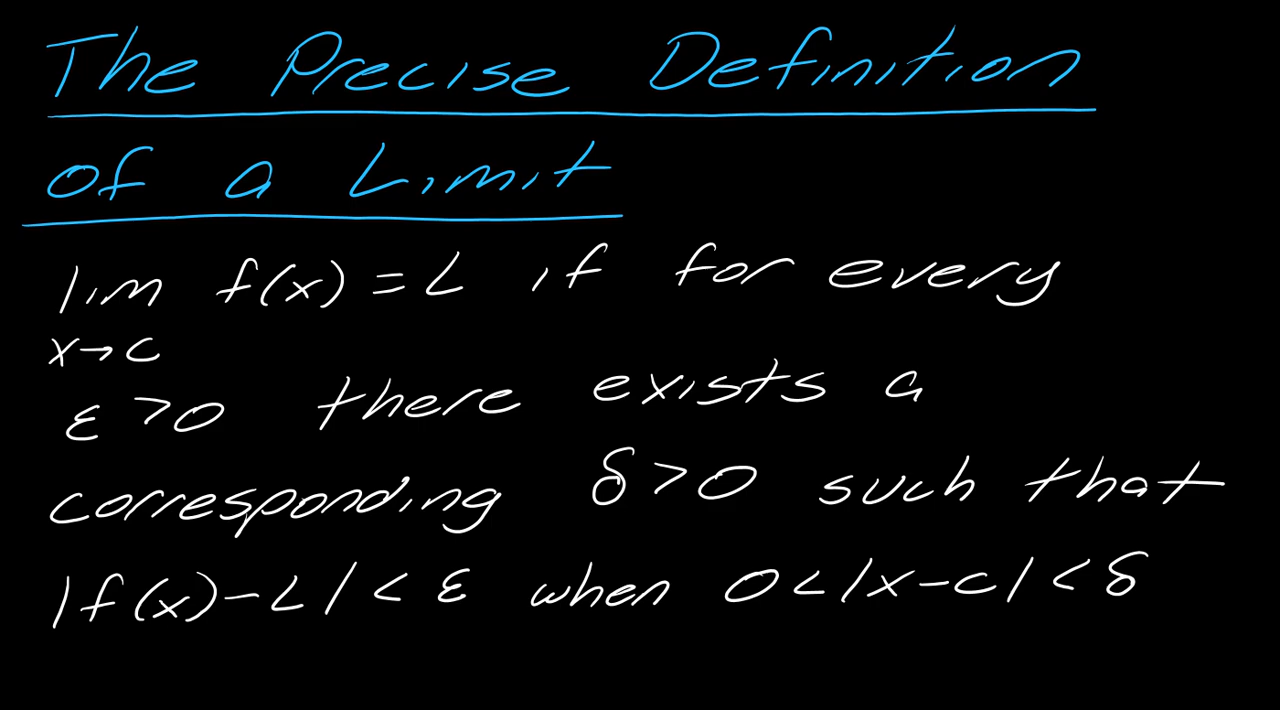 The Precise Definition
of a Limit
lim f(x) = L if for every
x→c
ε > 0 there exists a
corresponding δ > 0 such that
|f(x) - L| < ε when 0 < |x - c| < δ